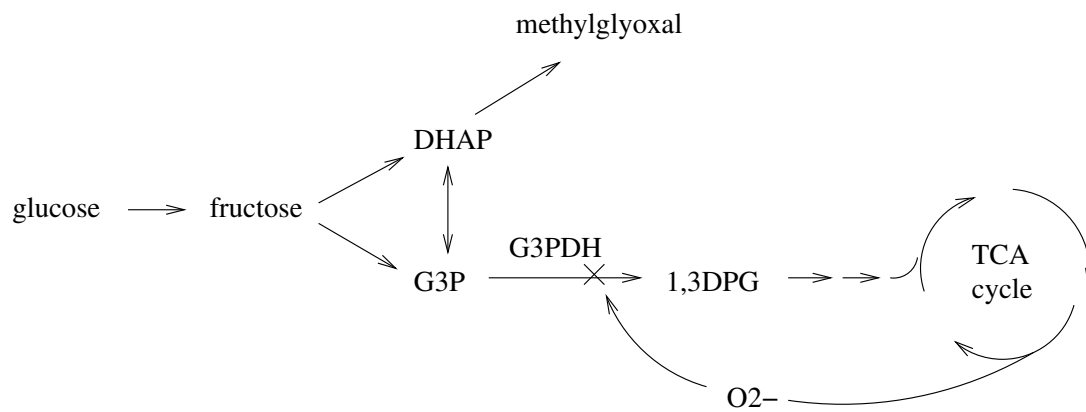 methylglyoxal
DHAP
glucose
fructose
G3PDH
G3P
1,3DPG
TCA
cycle
O2−